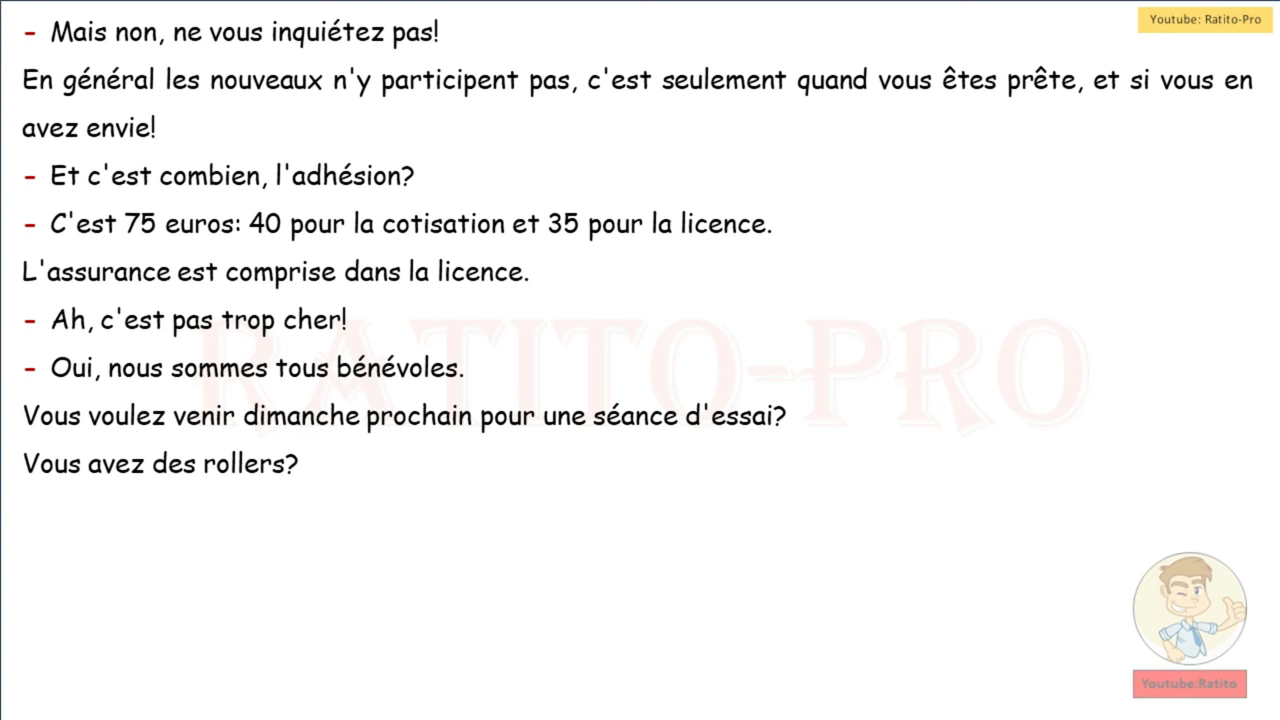 Youtube: Ratito-Pro
- Mais non, ne vous inquiétez pas!
En général les nouveaux n'y participent pas, c'est seulement quand vous êtes prête, et si vous en
avez envie!
- Et c'est combien, l'adhésion?
- C'est 75 euros: 40 pour la cotisation et 35 pour la licence.
L'assurance est comprise dans la licence.
- Ah, c'est pas trop cher!
- Oui, nous sommes tous bénévoles.
Vous voulez venir dimanche prochain pour une séance d'essai?
Vous avez des rollers?
RATITO-PRO
Youtube:Ratito